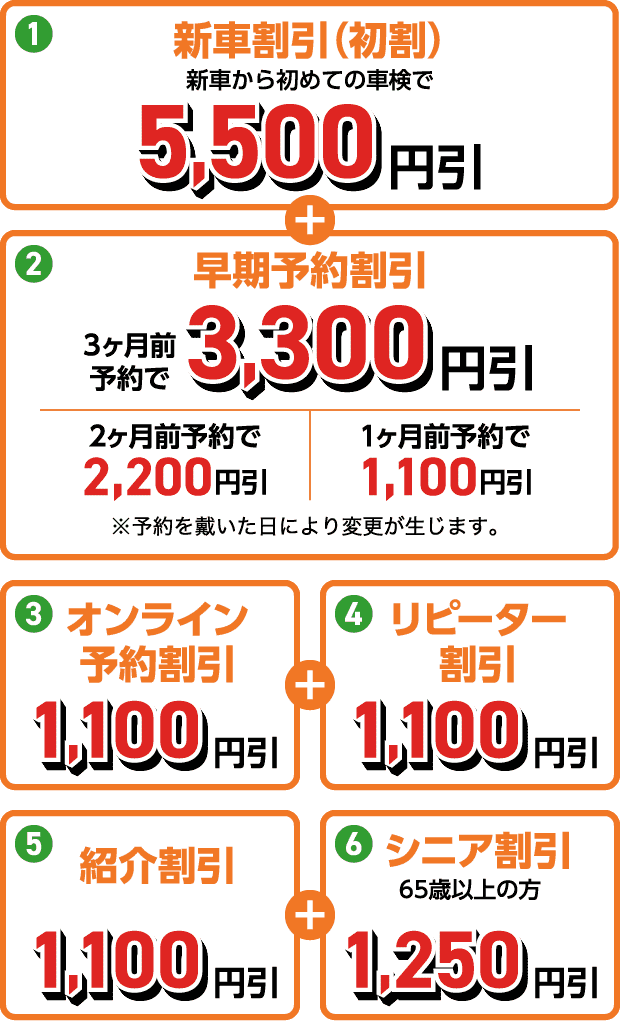 1
新車割引(初割)
新車から初めての車検で
5,500円引
+
2
早期予約割引
3ヶ月前
予約で
3,300円引
2ヶ月前予約で
2,200円引
1ヶ月前予約で
1,100円引
※予約を戴いた日により変更が生じます。
3
オンライン
予約割引
1,100円引
+
4
リピーター
割引
1,100円引
5
紹介割引
1,100円引
+
6
シニア割引
65歳以上の方
1,250円引